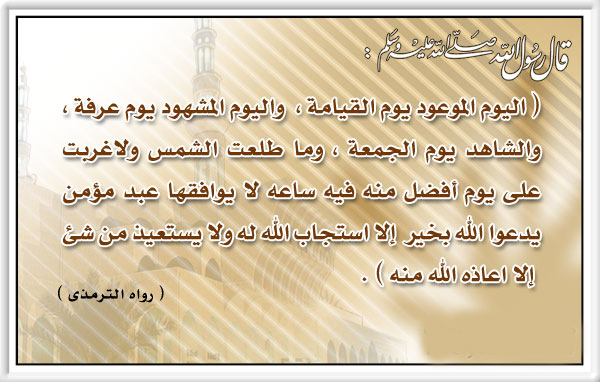 قال رسول الله صلى الله عليه وسلم :
( اليوم الموعود يوم القيامة ، واليوم المشهود يوم عرفة ،
والشاهد يوم الجمعة ، وما طلعت الشمس ولاغربت
على يوم أفضل منه فيه ساعه لا يوافقها عبد مؤمن
يدعوا الله بخير إلا استجاب الله له ولا يستعيذ من شئ
إلا اعاذه الله منه ) .
( رواه الترمذى )